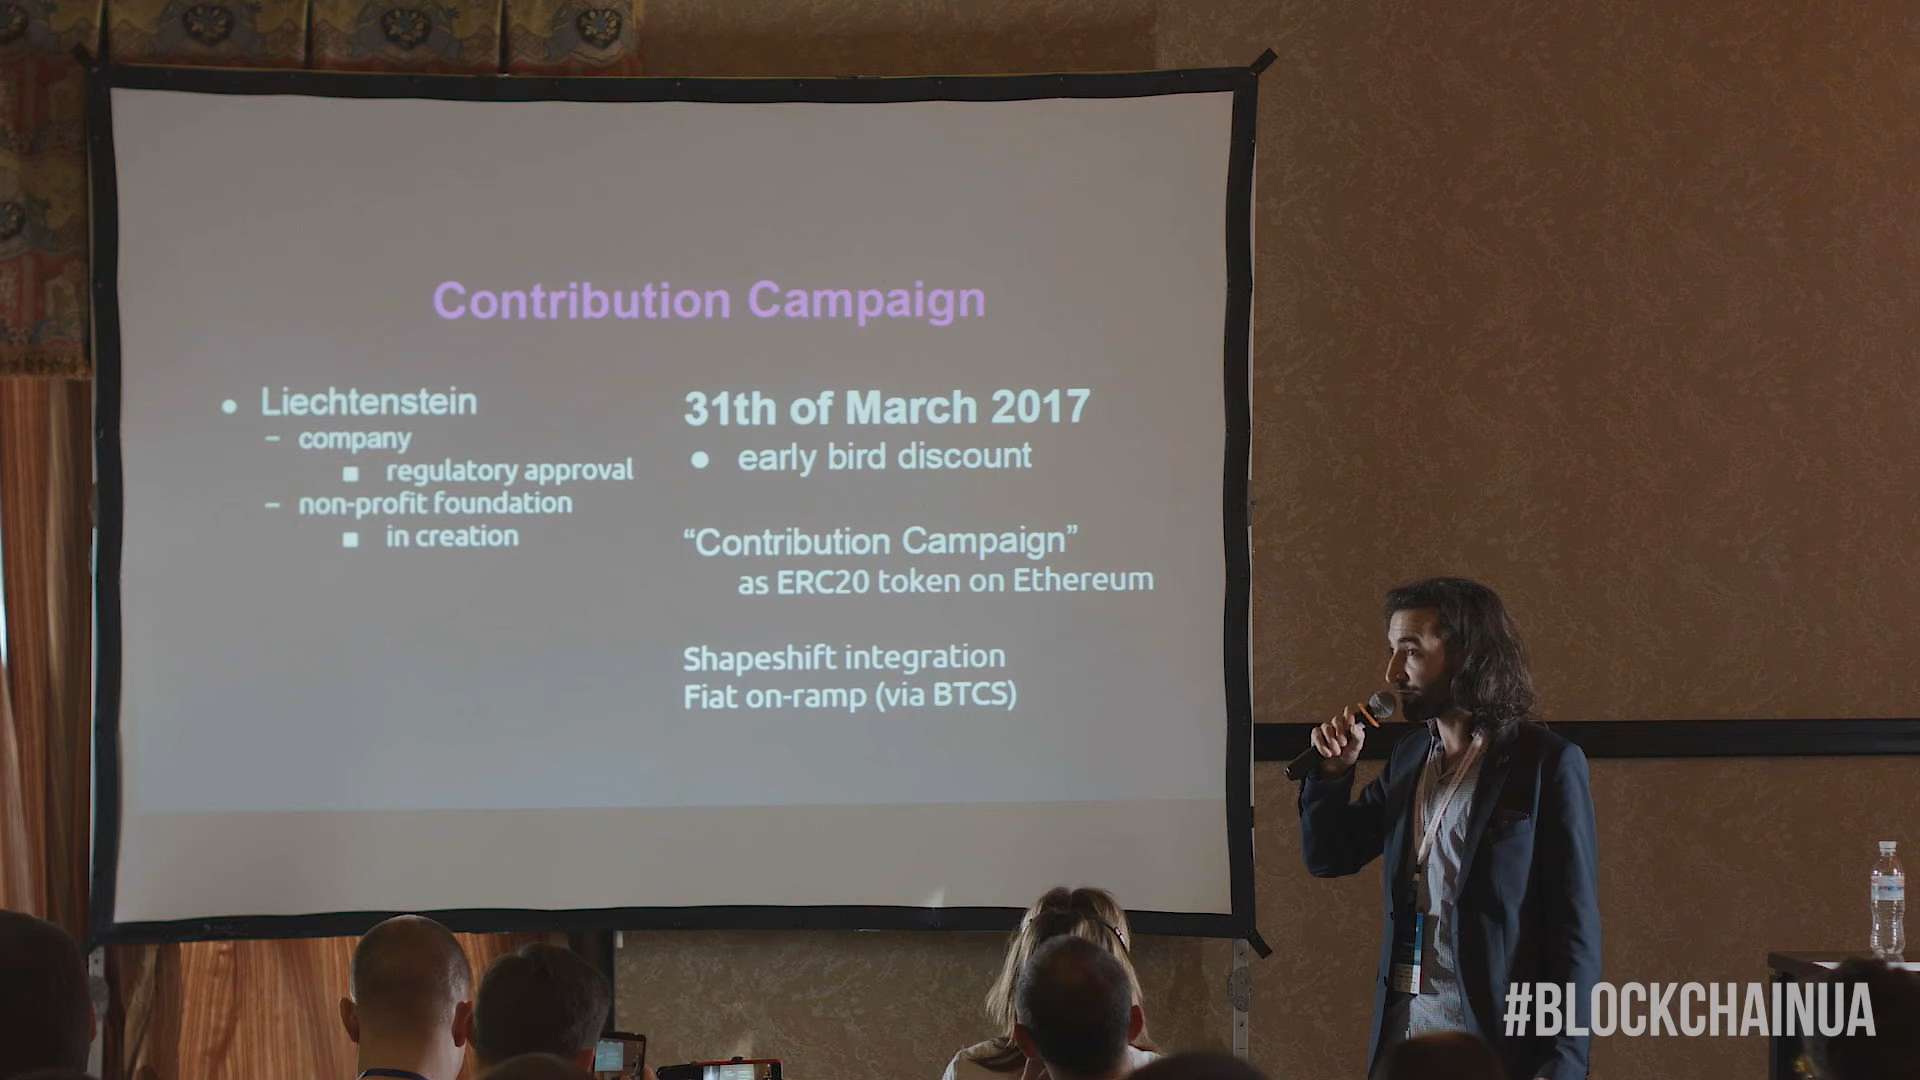 Contribution Campaign
● Liechtenstein
– company
■ regulatory approval
– non-profit foundation
■ in creation
31th of March 2017
● early bird discount
“Contribution Campaign”
as ERC20 token on Ethereum
Shapeshift integration
Fiat on-ramp (via BTCS)
#BLOCKCHAINUA